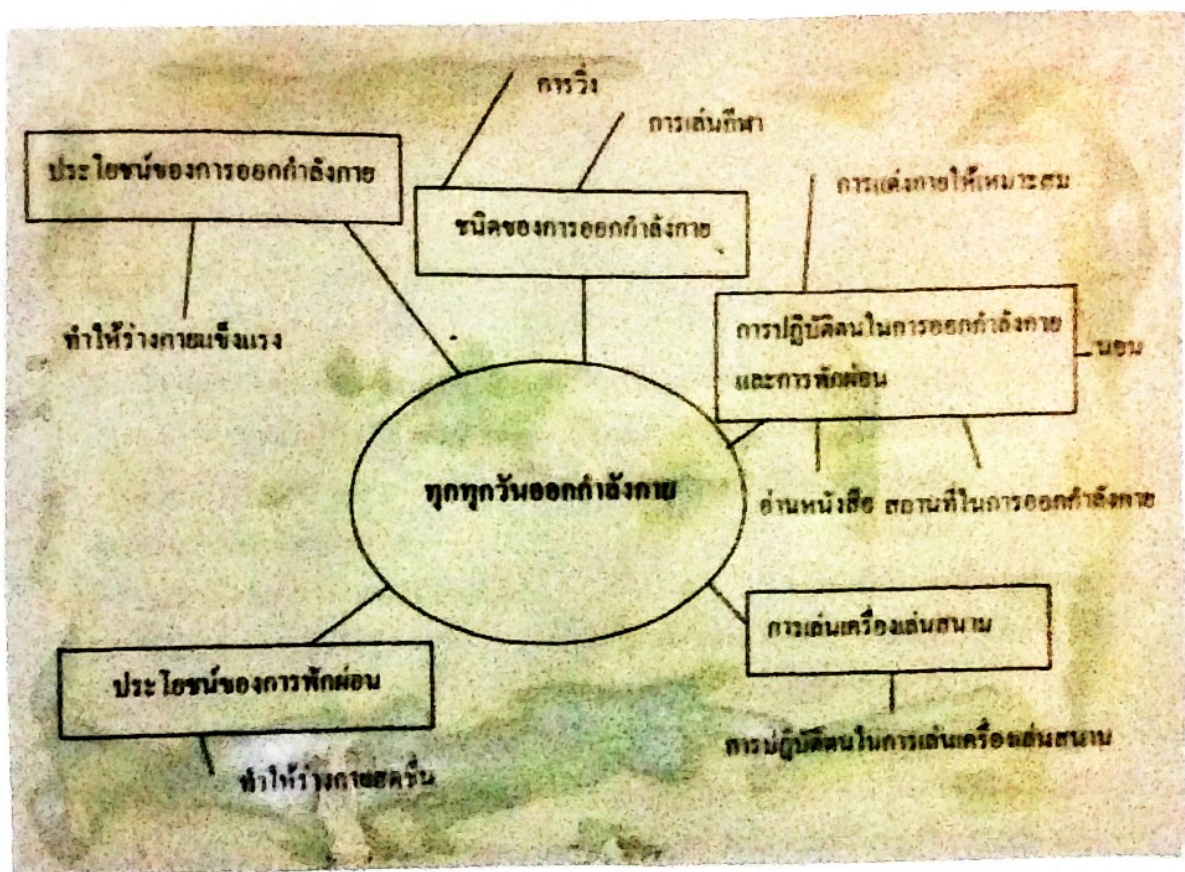 การวิ่ง
การเล่นกีฬา
ประโยชน์ของการออกกำลังกาย
การแต่งกายให้เหมาะสม
ชนิดของการออกกำลังกาย
ทำให้ร่างกายแข็งแรง
การปฏิบัติตนในการออกกำลังกาย
และการพักผ่อน
นอน
ทุกทุกวันออกกำลังกาย
อ่านหนังสือ สถานที่ในการออกกำลังกาย
การเล่นเครื่องเล่นสนาม
ประโยชน์ของการพักผ่อน
การปฏิบัติตนในการเล่นเครื่องเล่นสนาม
ทำให้ร่างกายสดชื่น